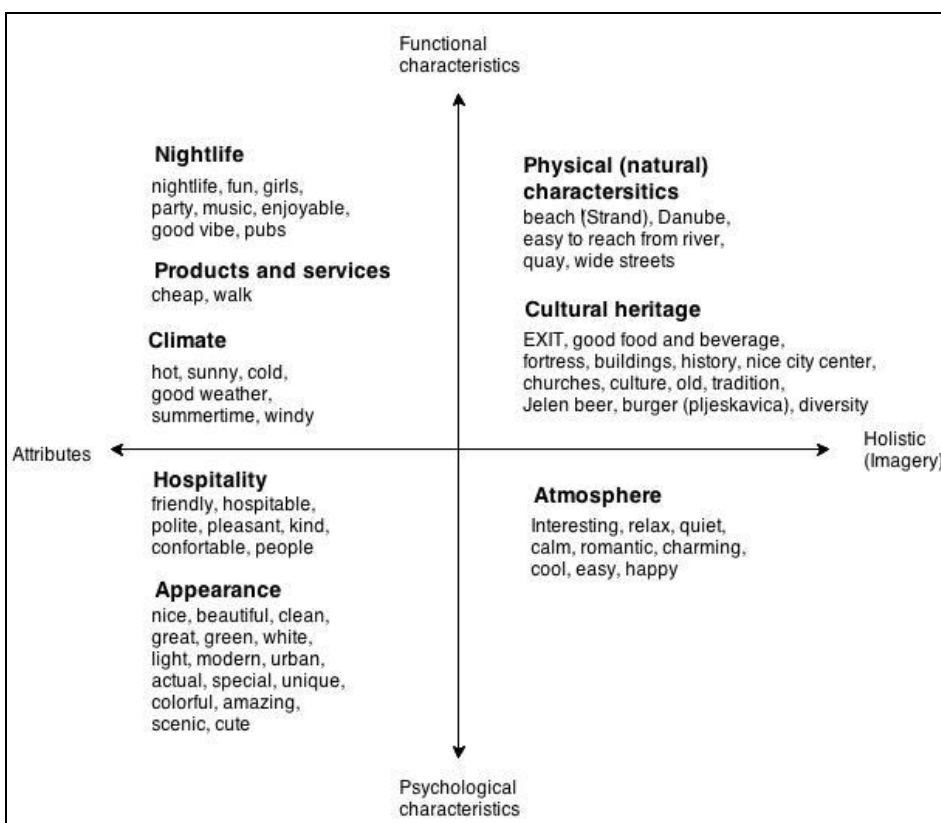 Functional
characteristics
Nightlife
nightlife, fun, girls,
party, music, enjoyable,
good vibe, pubs
Products and services
cheap, walk
Climate
hot, sunny, cold,
good weather,
summertime, windy
Physical (natural)
charactersitics
beach (Strand), Danube,
easy to reach from river,
quay, wide streets
Cultural heritage
EXIT, good food and beverage,
fortress, buildings, history, nice city center,
churches, culture, old, tradition,
Jelen beer, burger (pljeskavica), diversity
Attributes
Holistic
(Imagery)
Hospitality
friendly, hospitable,
polite, pleasant, kind,
confortable, people
Appearance
nice, beautiful, clean,
great, green, white,
light, modern, urban,
actual, special, unique,
colorful, amazing,
scenic, cute
Atmosphere
Interesting, relax, quiet,
calm, romantic, charming,
cool, easy, happy
Psychological
characteristics